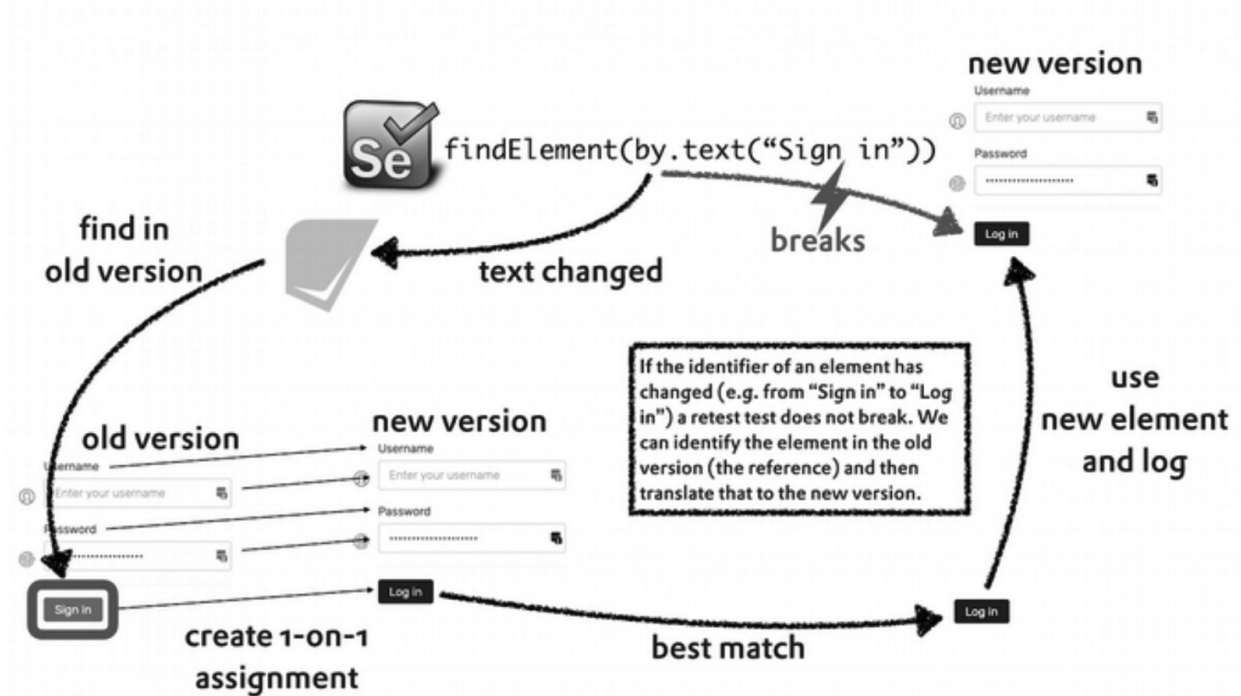 new version
Username
Enter your username
Password
Log in
Se
findElement(by.text(“Sign in”))
breaks
text changed
find in
old version
If the identifier of an element has
changed (e.g. from “Sign in” to “Log
in”) a retest test does not break. We
can identify the element in the old
version (the reference) and then
translate that to the new version.
use
new element
and log
old version
Username
Enter your username
Password
Sign in
new version
Username
Enter your username
Password
Log in
create 1-on-1
assignment
best match
Log in